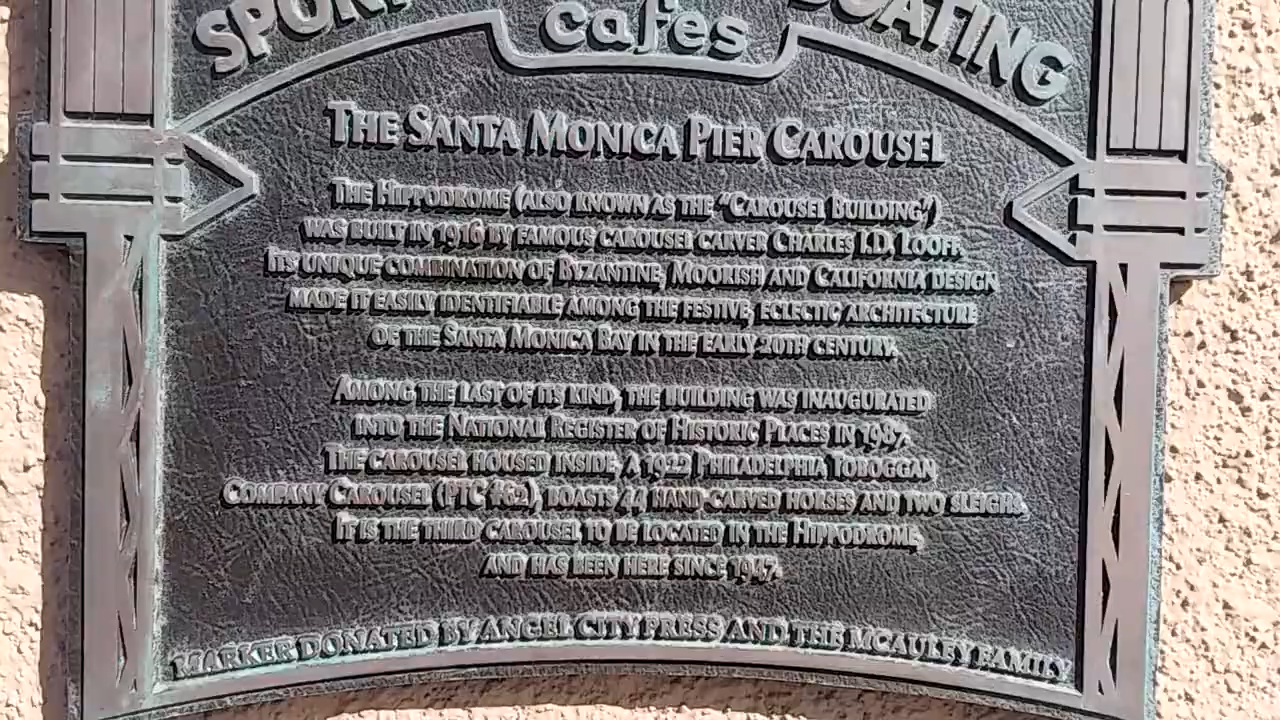 cafes
BOATING
THE SANTA MONICA PIER CAROUSEL
THE HIPPODROME (ALSO KNOWN AS THE "CAROUSEL BUILDING")
WAS BUILT IN 1916 BY FAMOUS CAROUSEL CARVER CHARLES I.D. LOOFF.
ITS UNIQUE COMBINATION OF BYZANTINE, MOORISH AND CALIFORNIA DESIGN
MADE IT EASILY IDENTIFIABLE AMONG THE FESTIVE, ECLECTIC ARCHITECTURE
OF THE SANTA MONICA BAY IN THE EARLY 20TH CENTURY.
AMONG THE LAST OF ITS KIND, THE BUILDING WAS INAUGURATED
INTO THE NATIONAL REGISTER OF HISTORIC PLACES IN 1987.
THE CAROUSEL HOUSED INSIDE, A 1922 PHILADELPHIA TOBOGGAN
COMPANY CAROUSEL (PTC #62), BOASTS 44 HAND-CARVED HORSES AND TWO SLEIGHS.
IT IS THE THIRD CAROUSEL TO BE LOCATED IN THE HIPPODROME,
AND HAS BEEN HERE SINCE 1947.
MARKER DONATED BY ANGEL CITY PRESS AND THE MCAULEY FAMILY